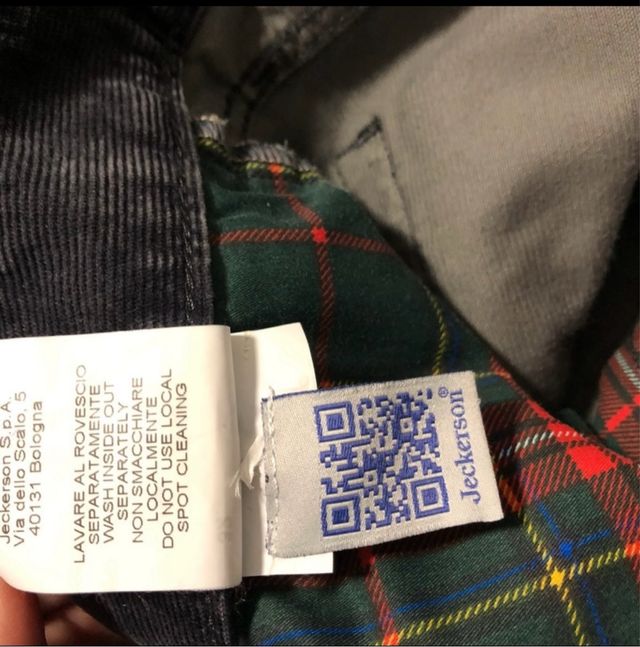 Jeckerson S.p.A.
Via dello Scalo, 5
40131 Bologna
LAVARE AL ROVESCIO
SEPARATAMENTE
WASH INSIDE OUT
SEPARATELY
NON SMACCHIARE
LOCALMENTE
DO NOT USE LOCAL
SPOT CLEANING
Jeckerson®